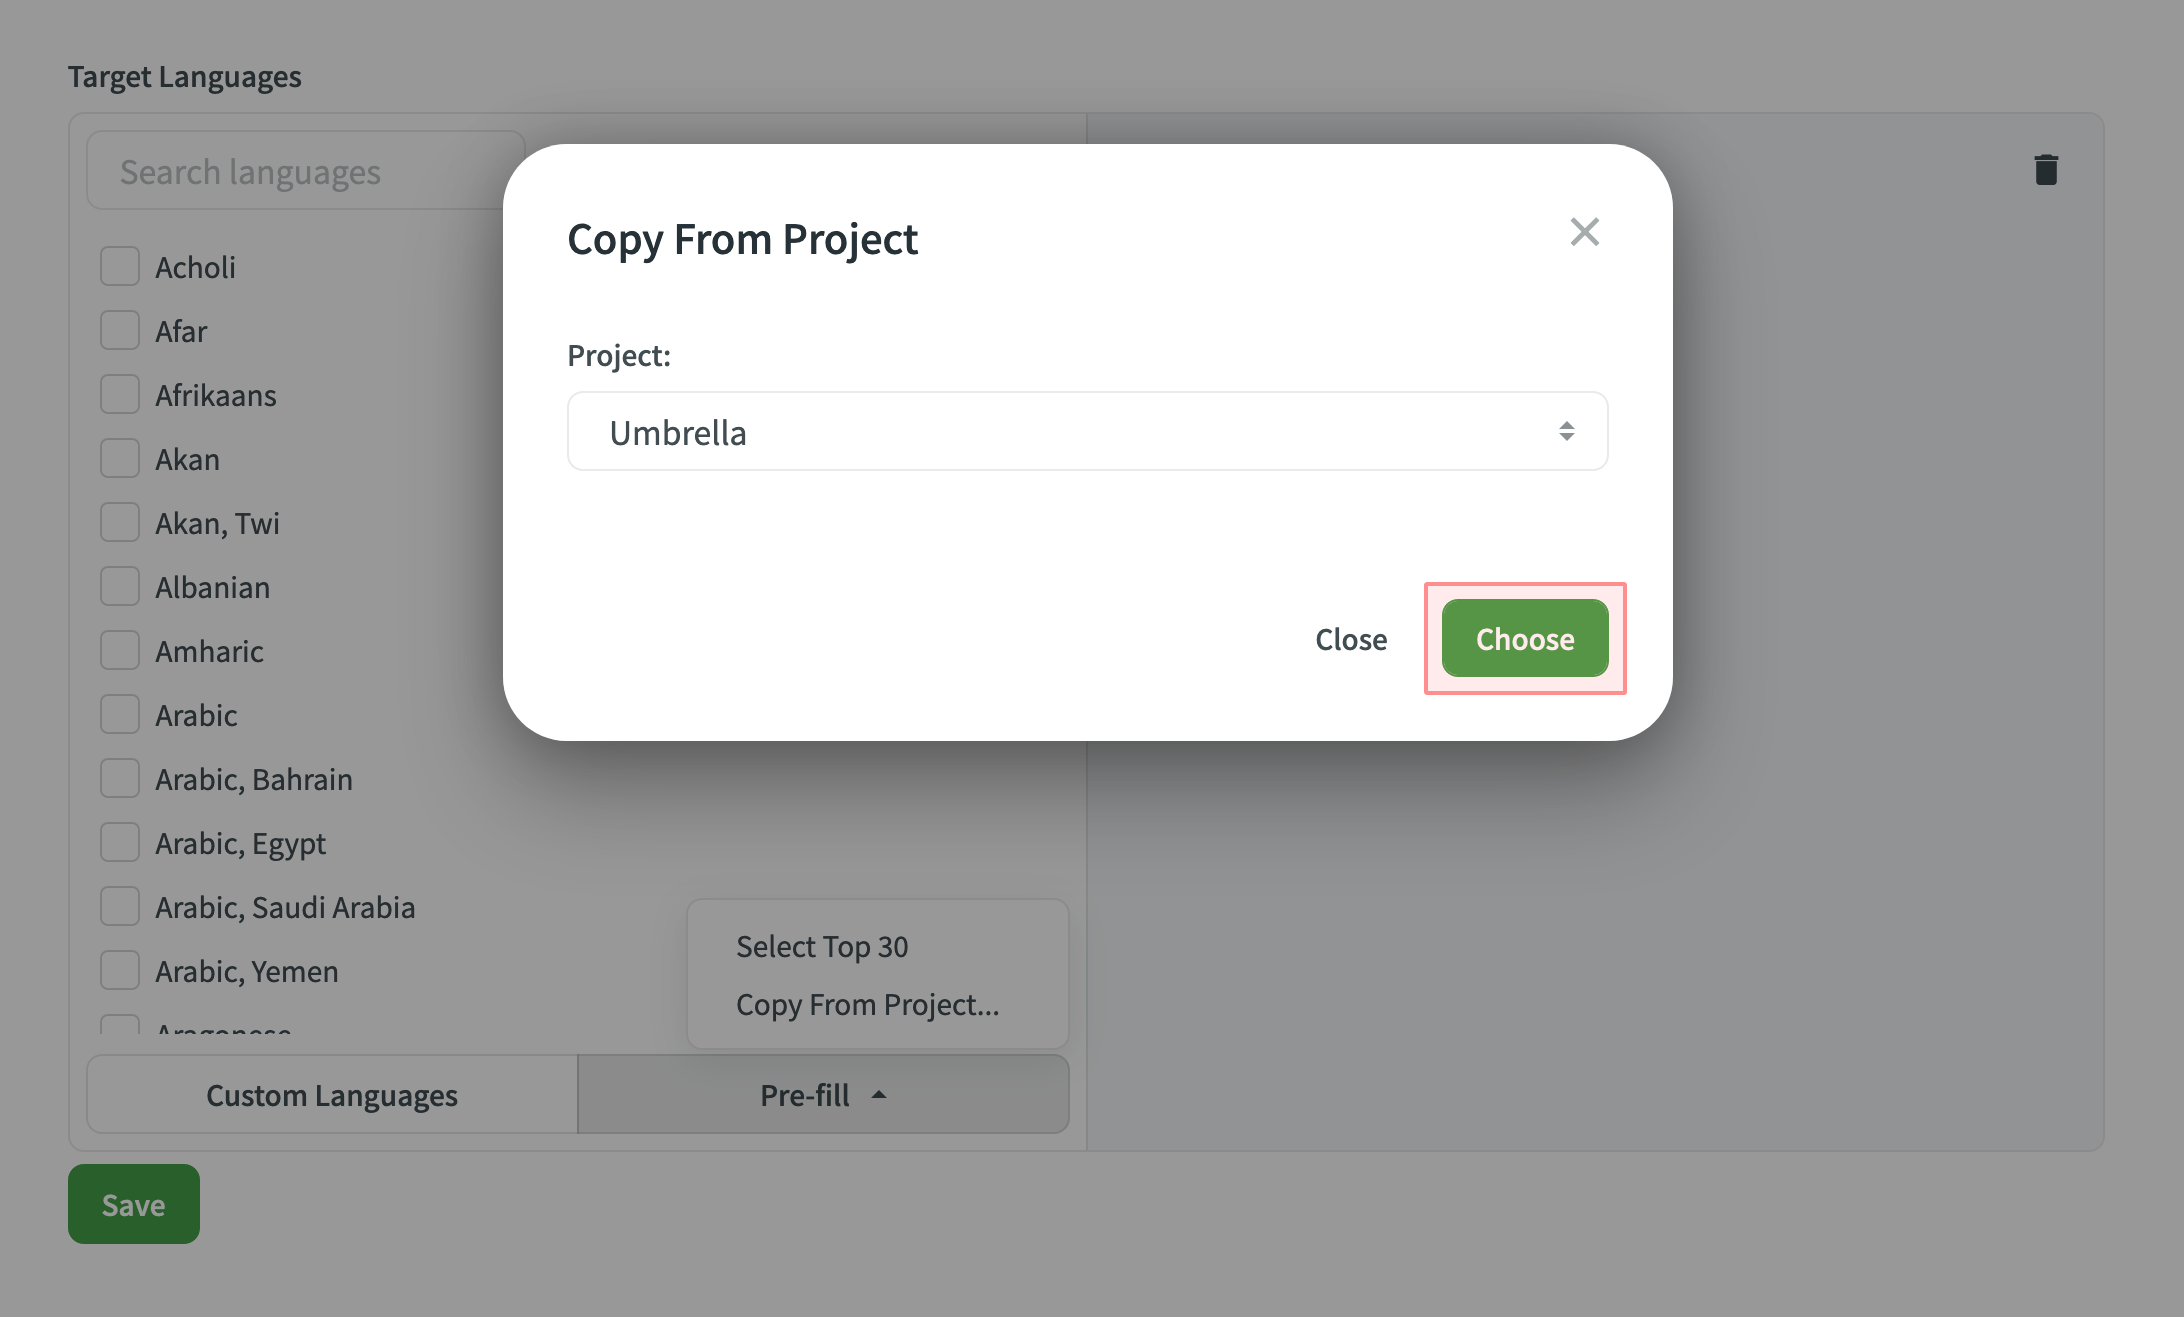 Target Languages
Search languages
Acholi
Afar
Afrikaans
Akan
Akan, Twi
Albanian
Amharic
Arabic
Arabic, Bahrain
Arabic, Egypt
Arabic, Saudi Arabia
Arabic, Yemen
Aragonese
Copy From Project
Project:
Umbrella
Close
Choose
Select Top 30
Copy From Project...
Custom Languages
Pre-fill
Save